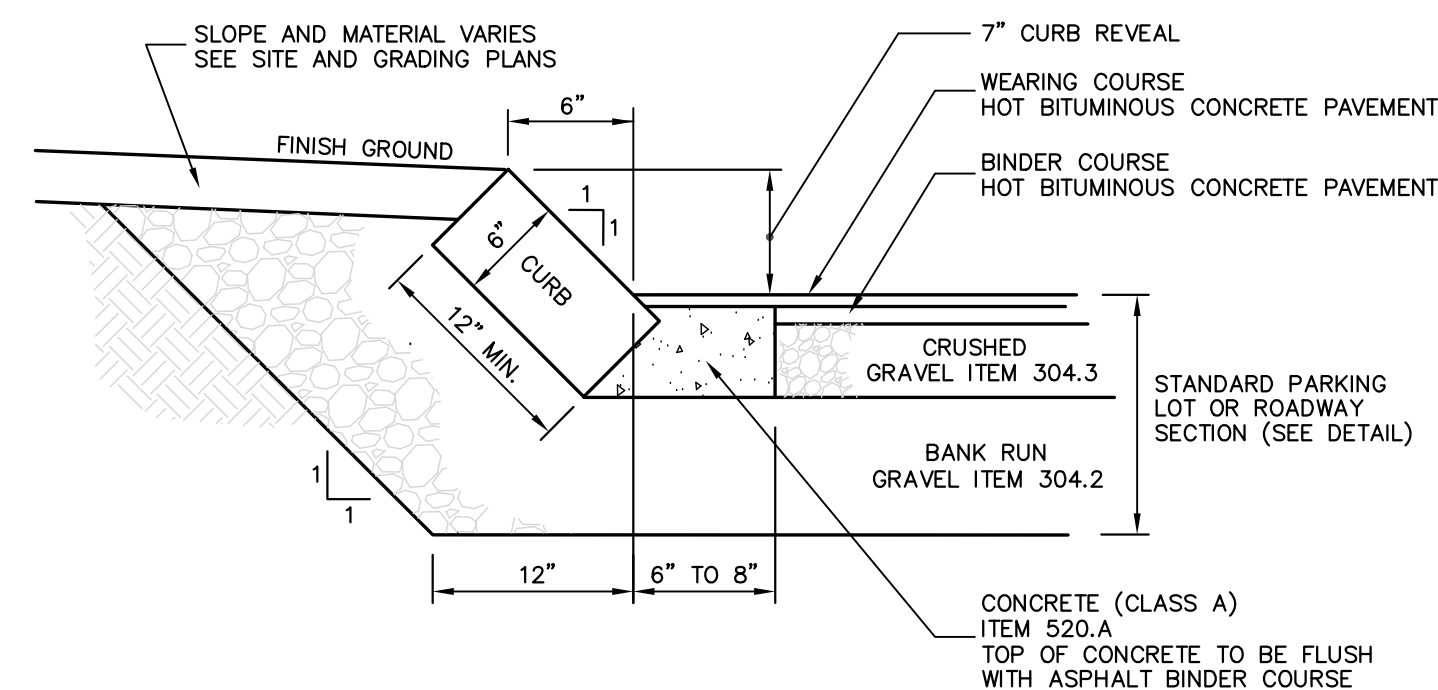 SLOPE AND MATERIAL VARIES
SEE SITE AND GRADING PLANS
7” CURB REVEAL
WEARING COURSE
HOT BITUMINOUS CONCRETE PAVEMENT
6”
FINISH GROUND
BINDER COURSE
HOT BITUMINOUS CONCRETE PAVEMENT
1
1
6”
CURB
12” MIN.
CRUSHED
GRAVEL ITEM 304.3
STANDARD PARKING
LOT OR ROADWAY
SECTION (SEE DETAIL)
BANK RUN
GRAVEL ITEM 304.2
1
1
12”
6” TO 8”
CONCRETE (CLASS A)
ITEM 520.A
TOP OF CONCRETE TO BE FLUSH
WITH ASPHALT BINDER COURSE